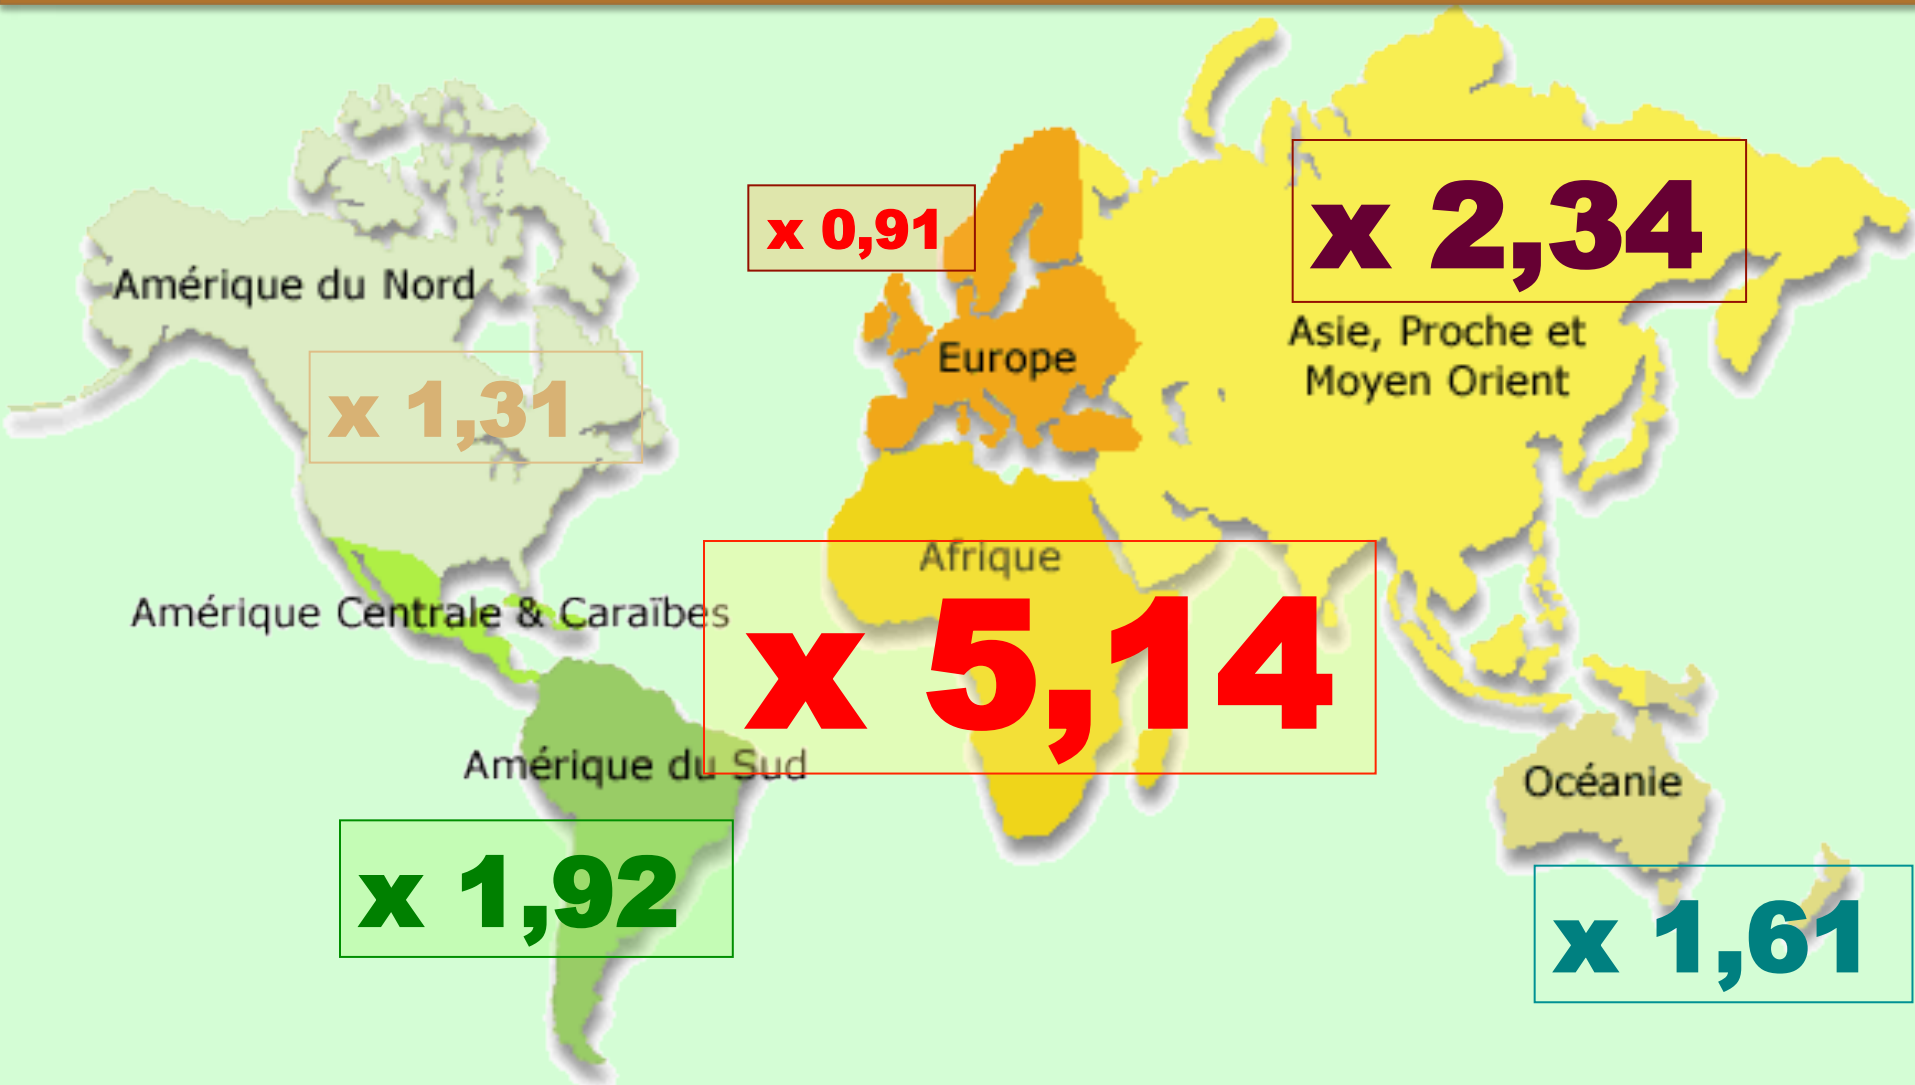 x 2,34
x 0,91
Amérique du Nord
Asie, Proche et
Moyen Orient
Europe
x 1,31
Afrique
Amérique Centrale & Caraïbes
x 5,14
Amérique du Sud
Océanie
x 1,92
x 1,61